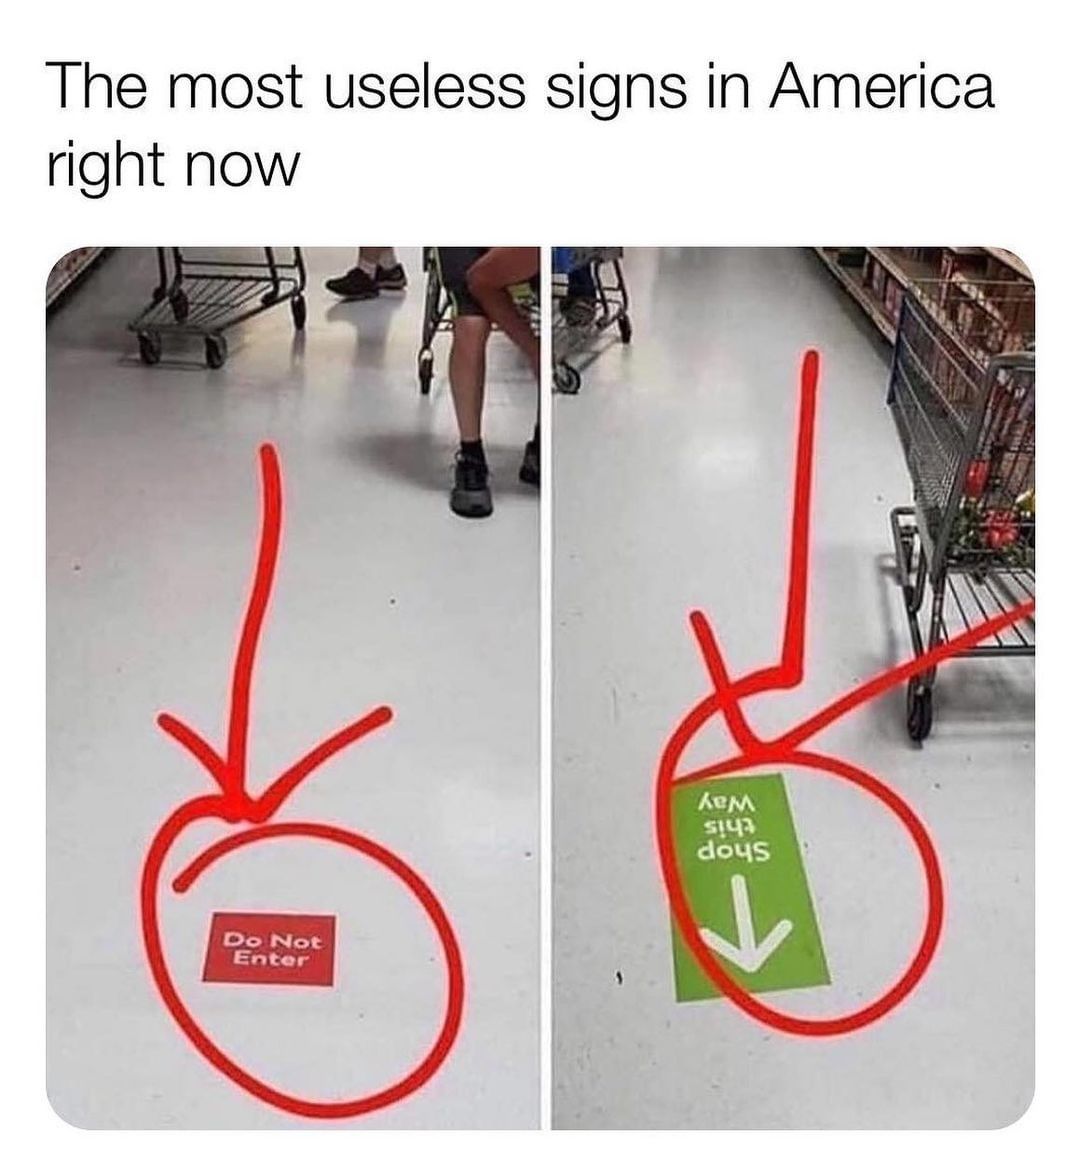 The most useless signs in America
right now
Do Not
Enter
Shop
this
Way